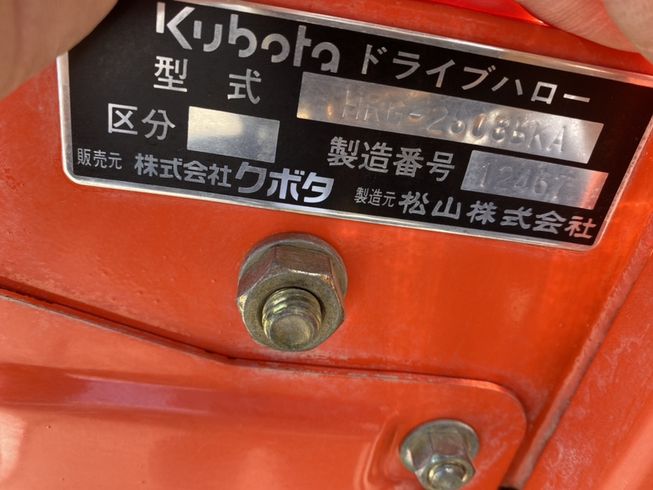 Kubota ドライブハロー
型式
区分
製造番号 12467
販売元 株式会社クボタ 製造元 松山株式会社